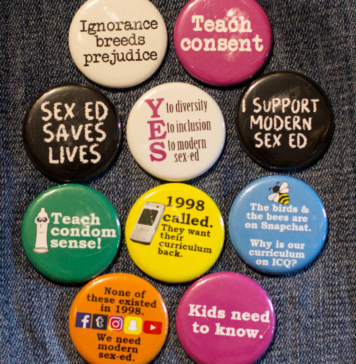 Ignorance
breeds
prejudice
Teach
consent
SEX ED
SAVES
LIVES
YES
to diversity
to inclusion
to modern
sex-ed
I SUPPORT
MODERN
SEX ED
Teach
condom
sense!
1998
called.
They want
their
curriculum
back.
The birds &
the bees are
on Snapchat.
Why is our
curriculum
on ICQ?
None of
these existed
in 1998.
We need
modern
sex-ed.
Kids need
to know.